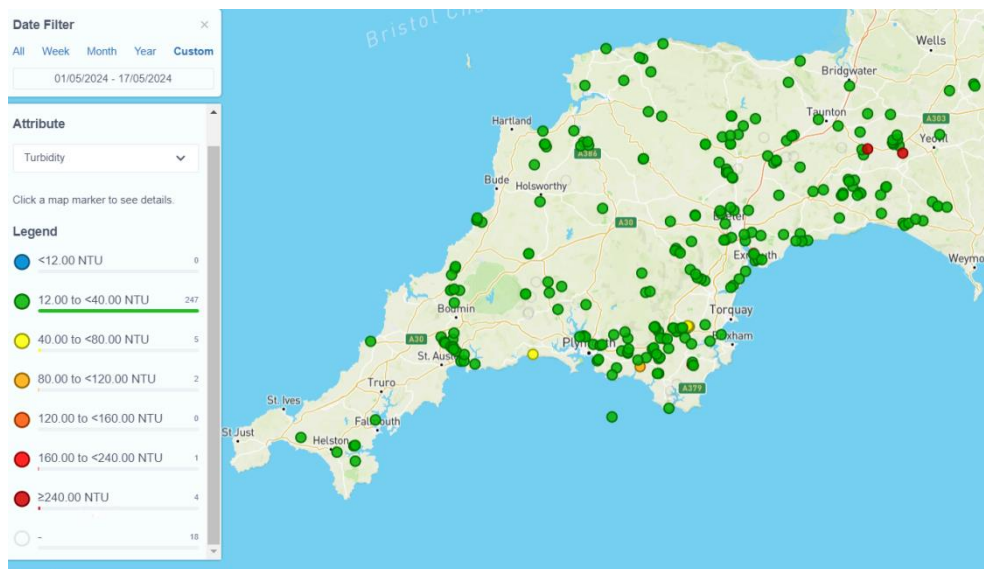 Date Filter ×
All Week Month Year Custom
01/05/2024 - 17/05/2024
Attribute
Turbidity
Click a map marker to see details.
Legend
<12.00 NTU 0
12.00 to <40.00 NTU 247
40.00 to <80.00 NTU 5
80.00 to <120.00 NTU 2
120.00 to <160.00 NTU 0
160.00 to <240.00 NTU 1
≥240.00 NTU 4
- 18
Bristol Cha
Wells
Bridgwater
Taunton
A303
Yeovil
Hartland
A386
Bude
Holsworthy
A30
Exeter
Exmouth
Weymo
Bodmin
Torquay
A30
Plymouth
Brixham
St. Aus
A379
Truro
St. Ives
Falmouth
St Just
Helston